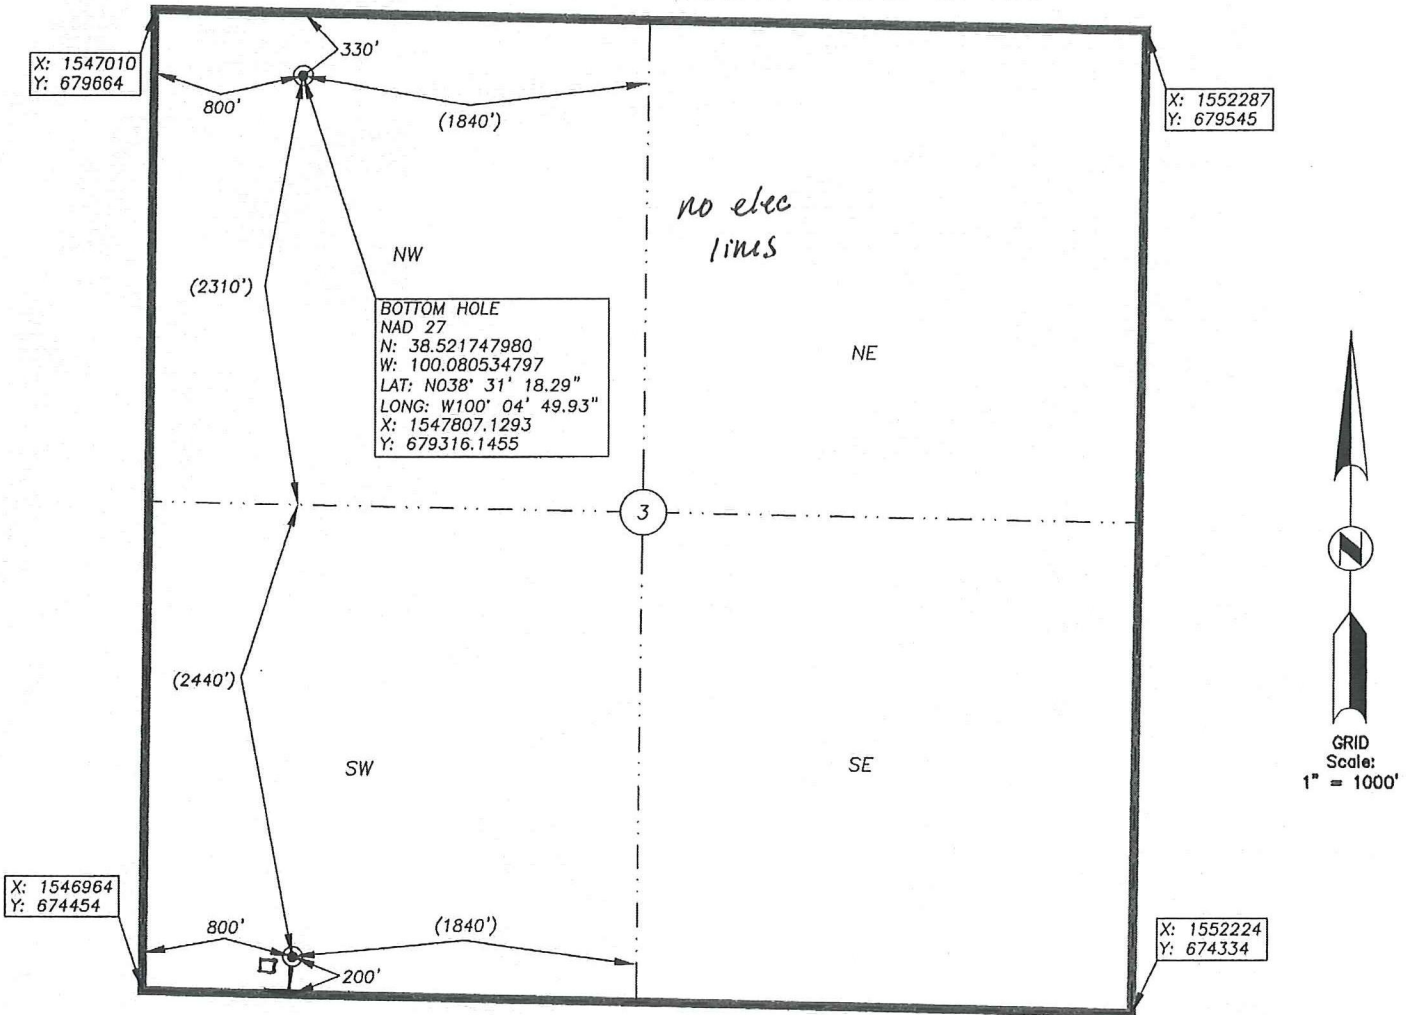 X: 1547010
Y: 679664
330'
800'
(1840')
X: 1552287
Y: 679545
no elec
lines
NW
(2310')
BOTTOM HOLE
NAD 27
N: 38.521747980
W: 100.080534797
LAT: N038° 31' 18.29"
LONG: W100° 04' 49.93"
X: 1547807.1293
Y: 679316.1455
NE
3
N
(2440')
SW
SE
GRID
Scale:
1" = 1000'
X: 1546964
Y: 674454
800'
(1840')
200'
X: 1552224
Y: 674334